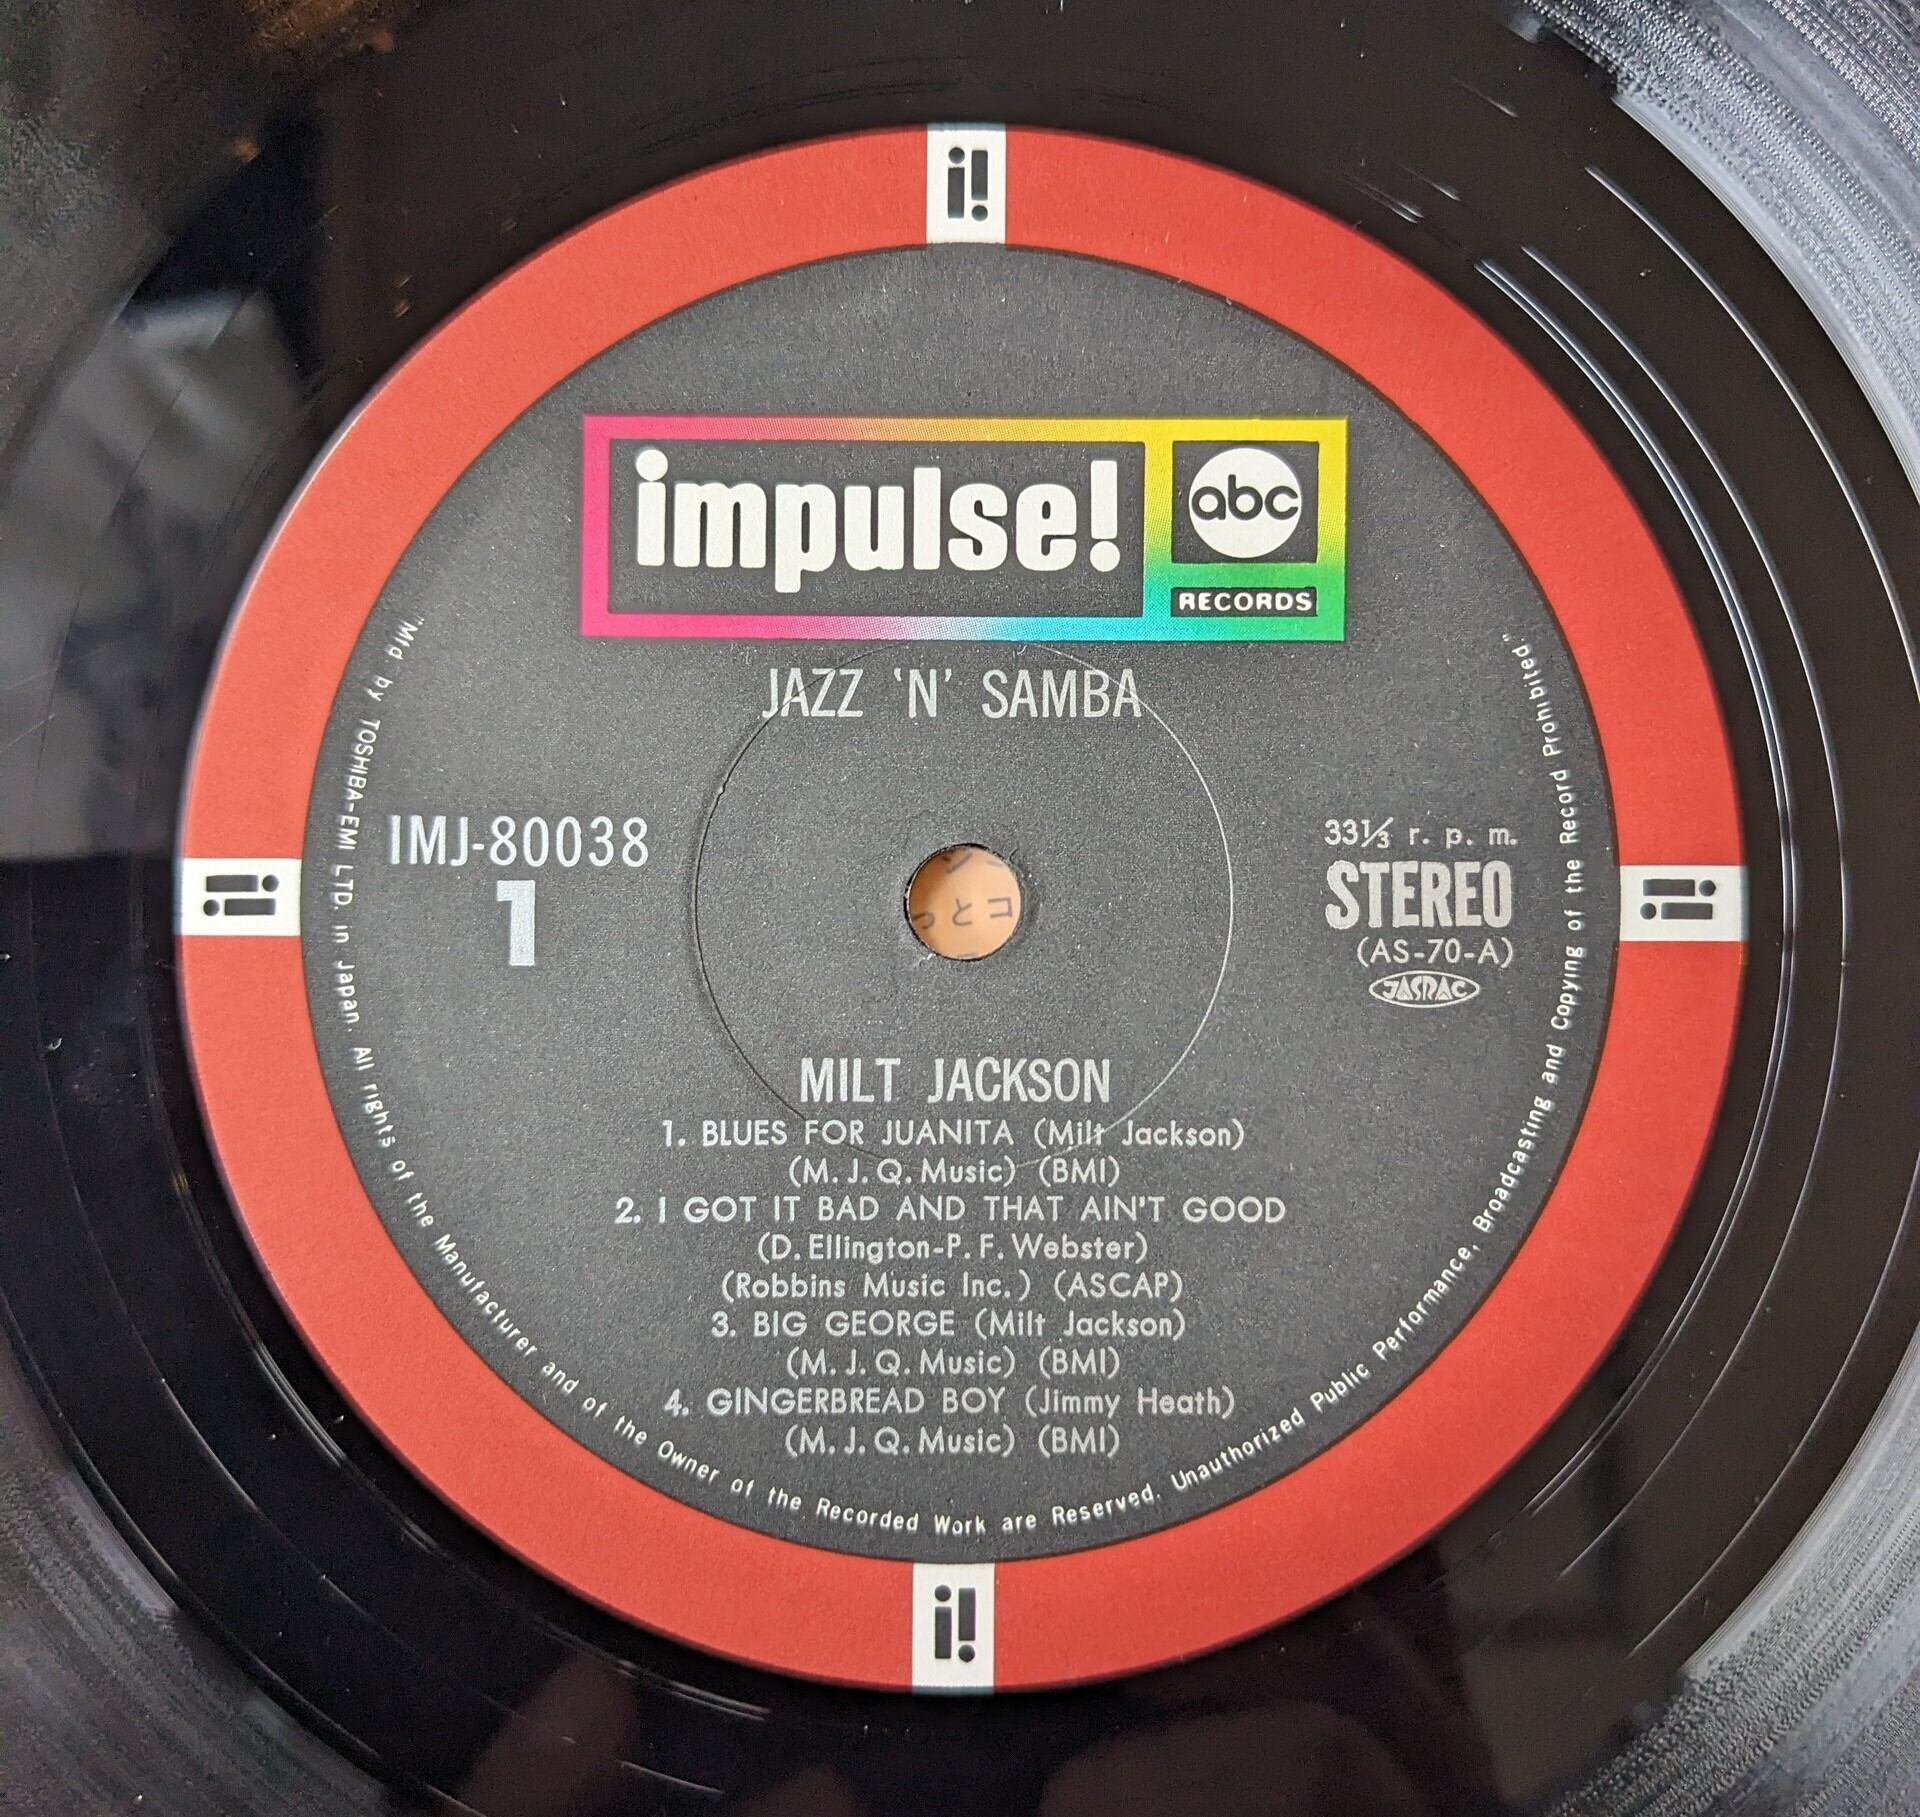 i!
impulse!
abc
RECORDS
JAZZ 'N' SAMBA
IMJ-80038
1
33⅓ r. p. m.
STEREO
(AS-70-A)
JASRAC
コとっ
MILT JACKSON
1. BLUES FOR JUANITA (Milt Jackson)
(M. J. Q. Music) (BMI)
2. I GOT IT BAD AND THAT AIN'T GOOD
(D. Ellington-P. F. Webster)
(Robbins Music Inc.) (ASCAP)
3. BIG GEORGE (Milt Jackson)
(M. J. Q. Music) (BMI)
4. GINGERBREAD BOY (Jimmy Heath)
(M. J. Q. Music) (BMI)
"Mfd by TOSHIBA-EMI LTD. in Japan. All rights of the Manufacturer and of the Owner of the Recorded Work are Reserved. Unauthorized Public Performance, Broadcasting and Copying of the Record Prohibited."
i!
i!
i!